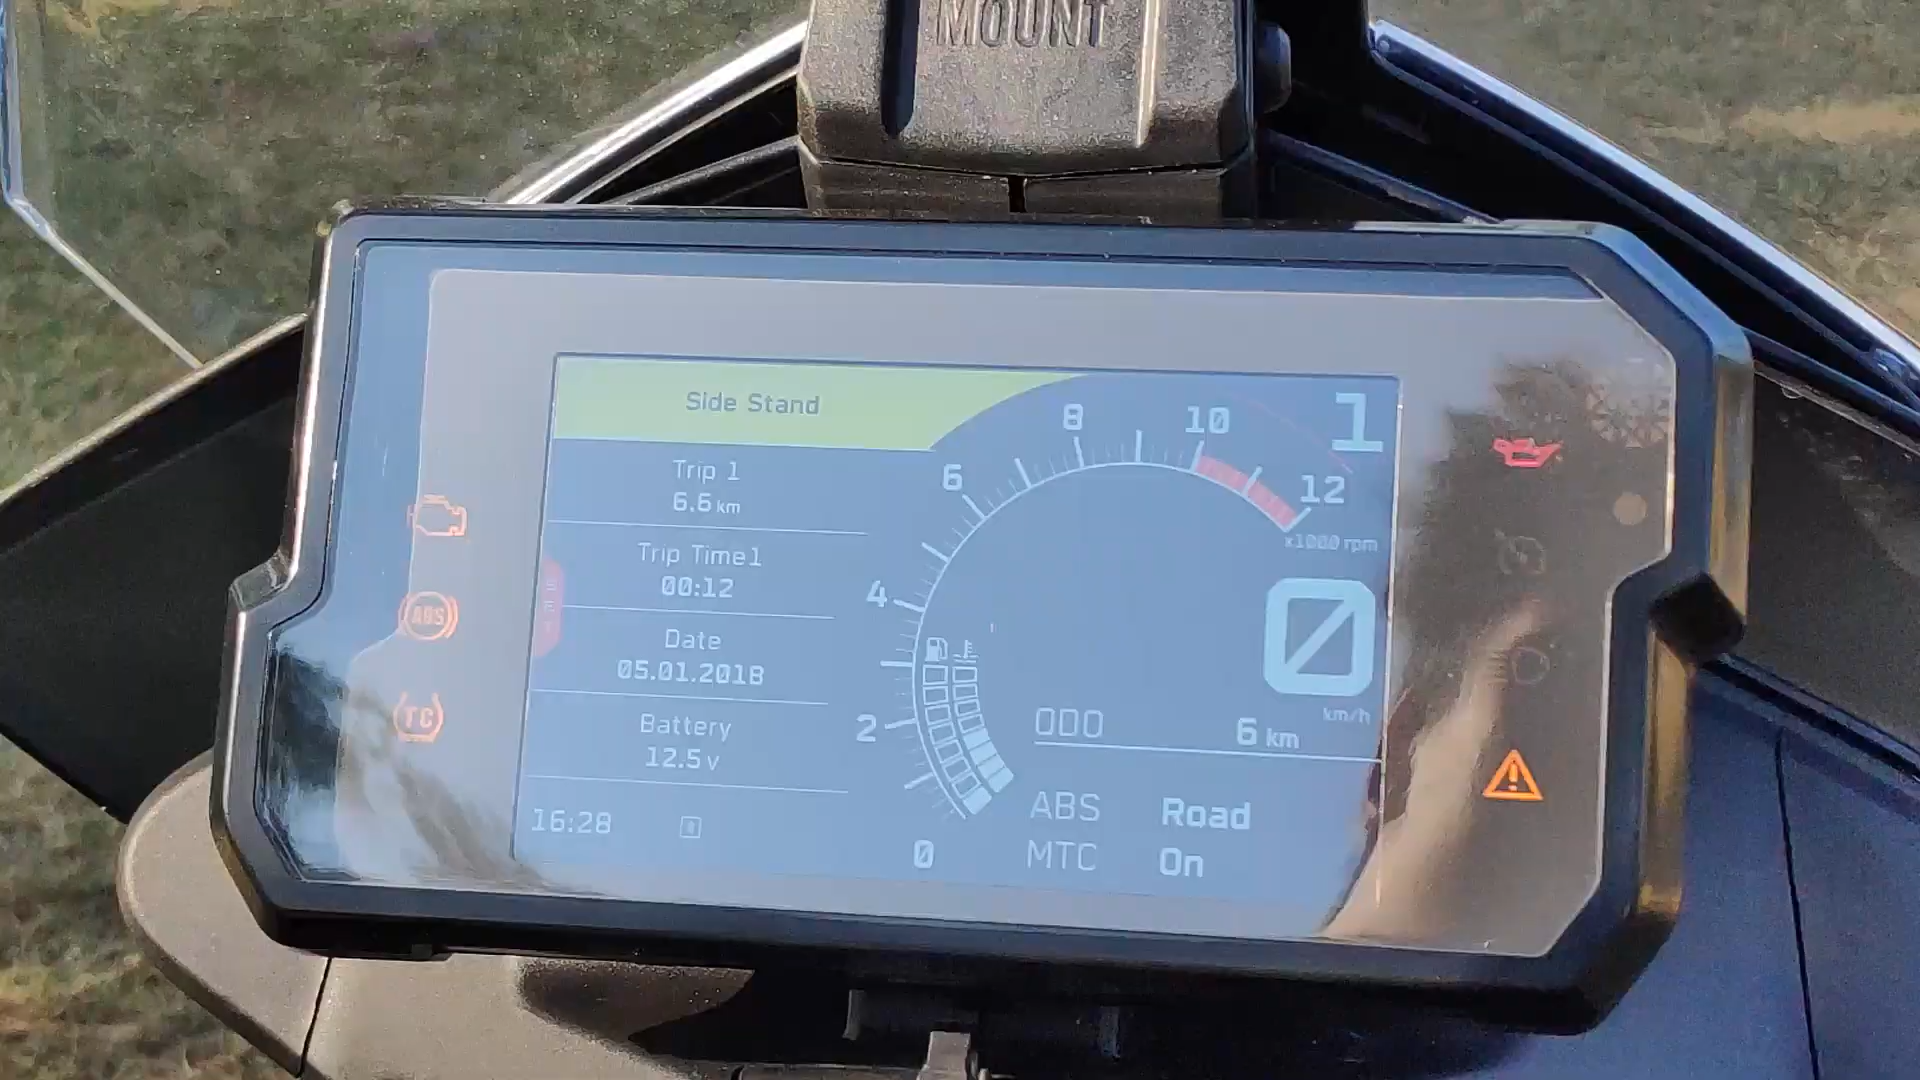 MOUNT
Side Stand
Trip 1
6.6 km
Trip Time1
00:12
Date
05.01.2018
Battery
12.5 v
16:28
0
2
4
6
8
10
12
x1000 rpm
1
0
km/h
ODO 6 km
ABS Road
MTC On
ABS
TC